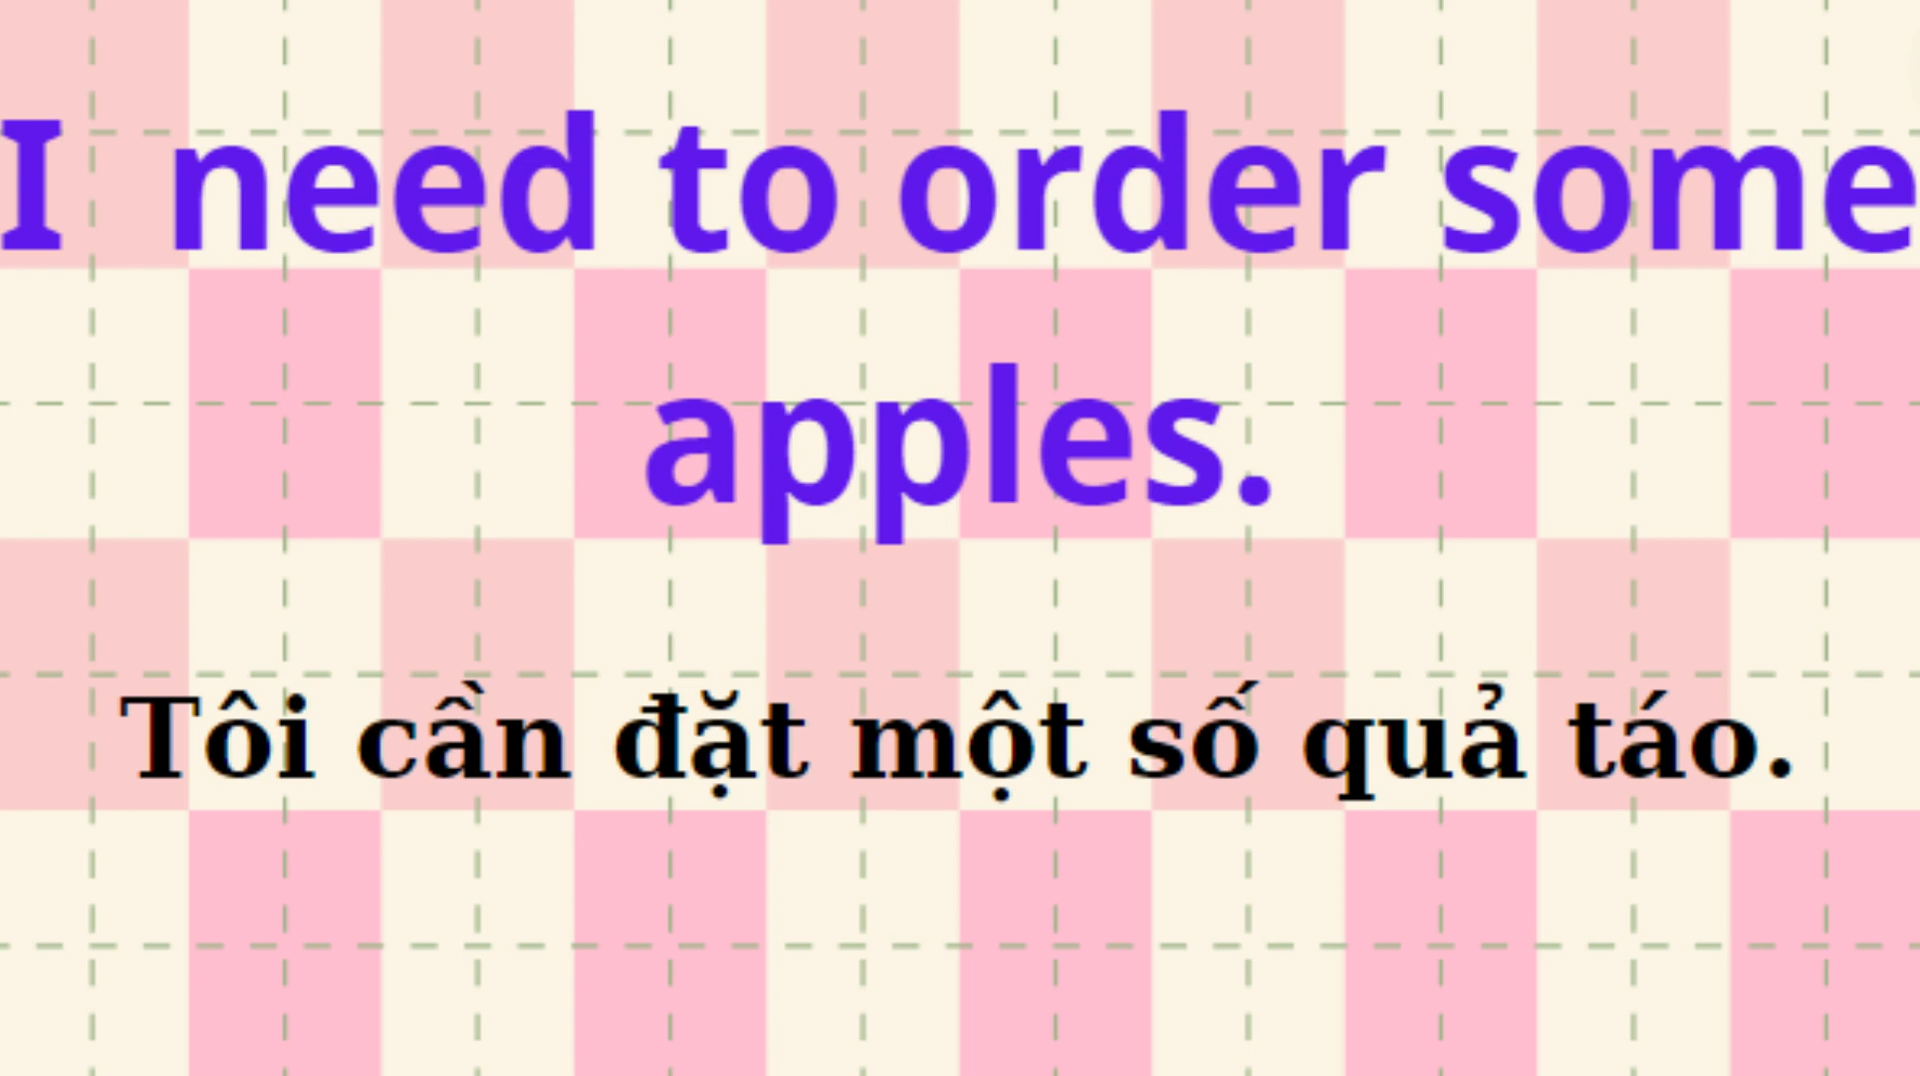 I need to order some
apples.
Tôi cần đặt một số quả táo.